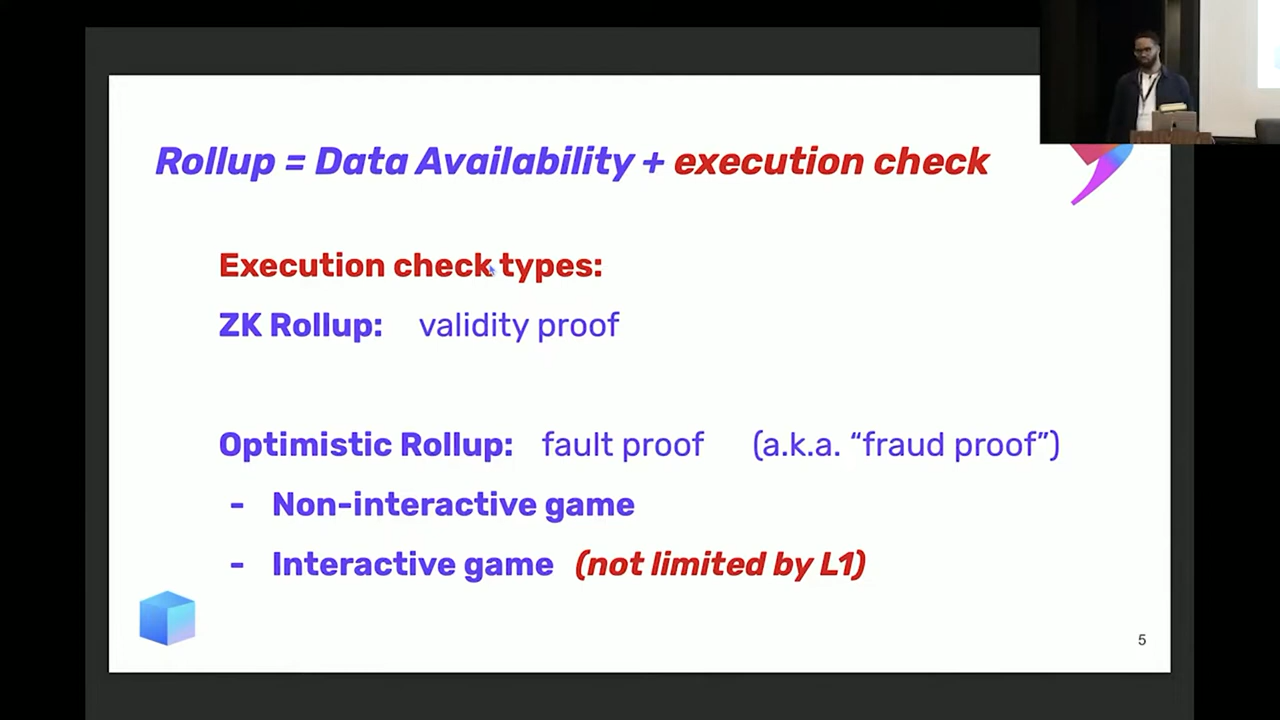 Rollup = Data Availability + execution check
Execution check types:
ZK Rollup: validity proof
Optimistic Rollup: fault proof (a.k.a. “fraud proof”)
- Non-interactive game
- Interactive game (not limited by L1)
5